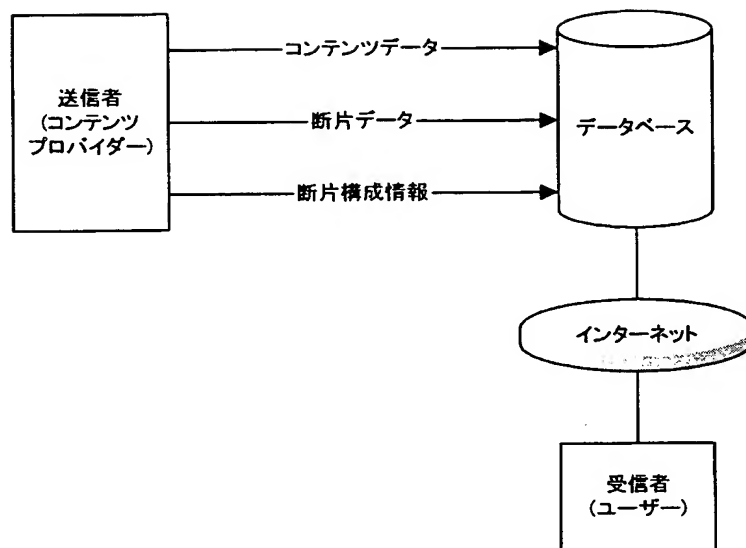 コンテンツデータ
送信者
(コンテンツ
プロバイダー)
断片データ
データベース
断片構成情報
インターネット
受信者
(ユーザー)